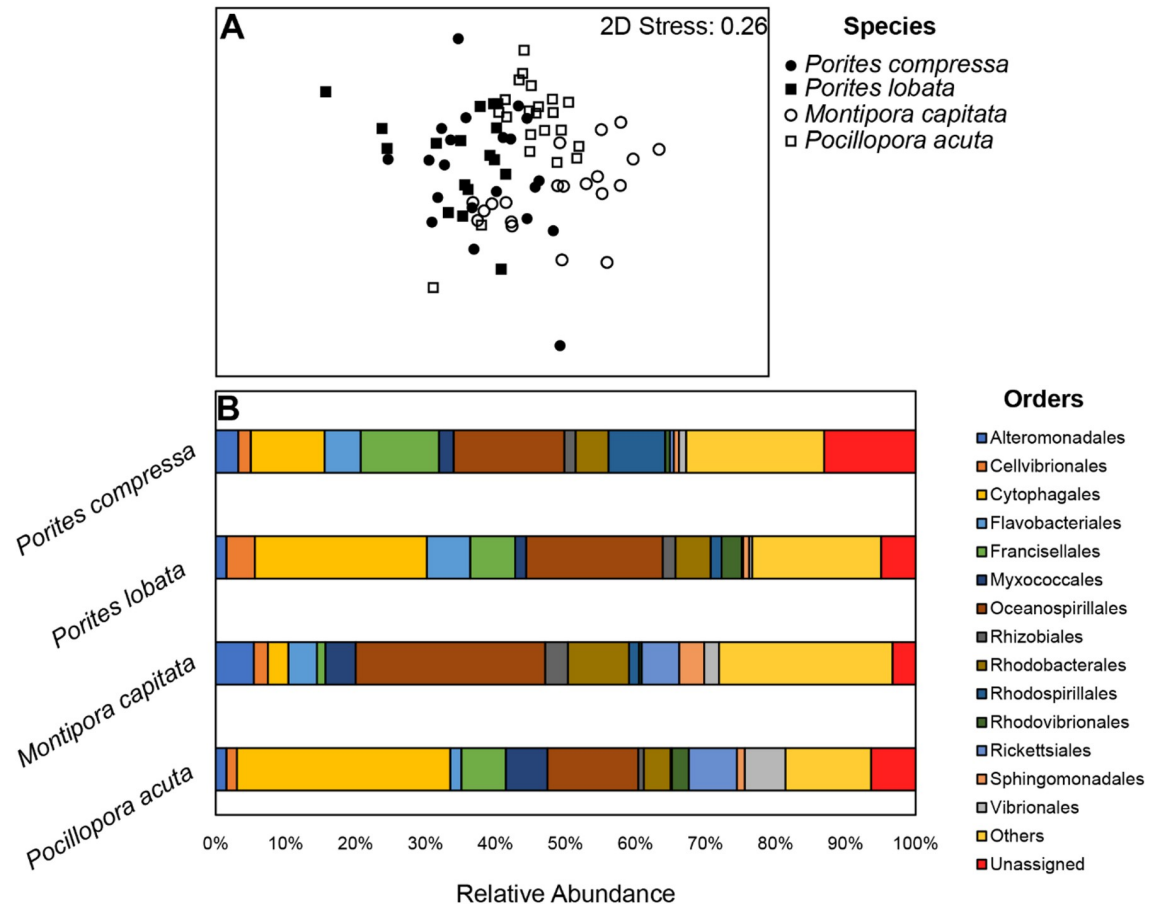 A
2D Stress: 0.26
Species
Porites compressa
Porites lobata
Montipora capitata
Pocillopora acuta
B
Porites compressa
Porites lobata
Montipora capitata
Pocillopora acuta
0% 10% 20% 30% 40% 50% 60% 70% 80% 90% 100%
Relative Abundance
Orders
Alteromonadales
Cellvibrionales
Cytophagales
Flavobacteriales
Francisellales
Myxococcales
Oceanospirillales
Rhizobiales
Rhodobacterales
Rhodospirillales
Rhodovibrionales
Rickettsiales
Sphingomonadales
Vibrionales
Others
Unassigned